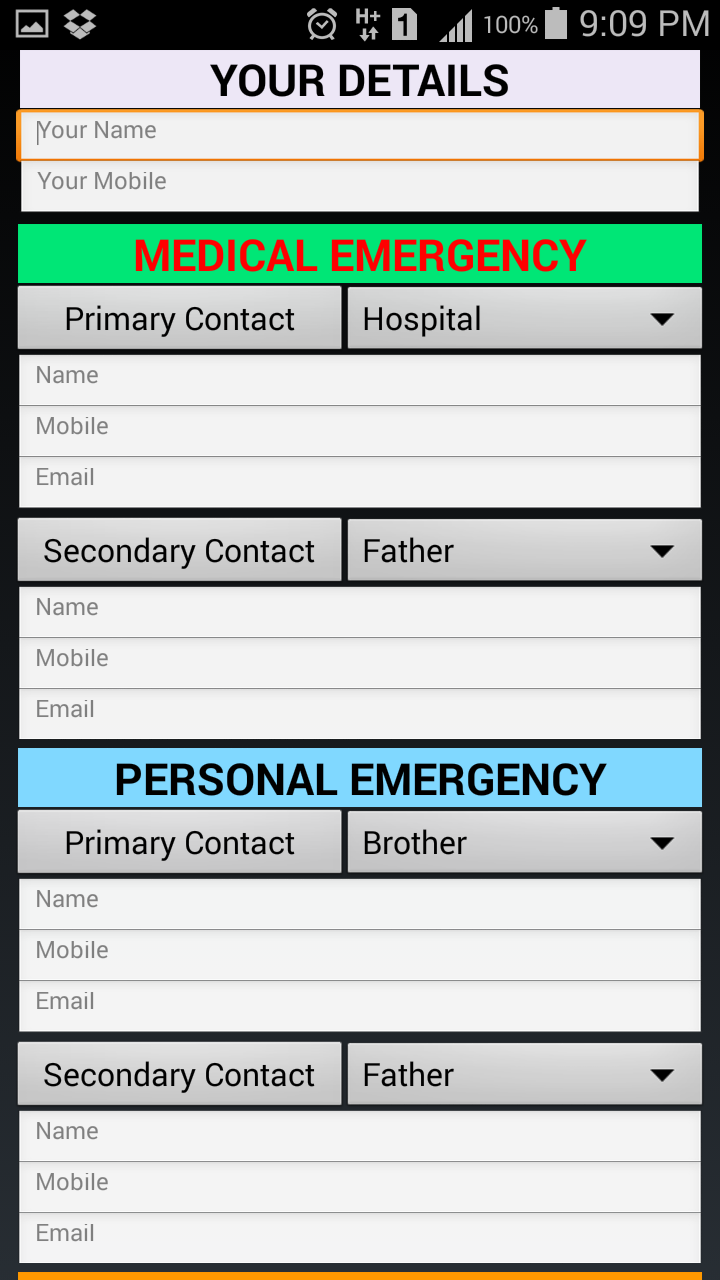 H+ 1 100% 9:09 PM
YOUR DETAILS
Your Name
Your Mobile
MEDICAL EMERGENCY
Primary Contact Hospital
Name
Mobile
Email
Secondary Contact Father
Name
Mobile
Email
PERSONAL EMERGENCY
Primary Contact Brother
Name
Mobile
Email
Secondary Contact Father
Name
Mobile
Email